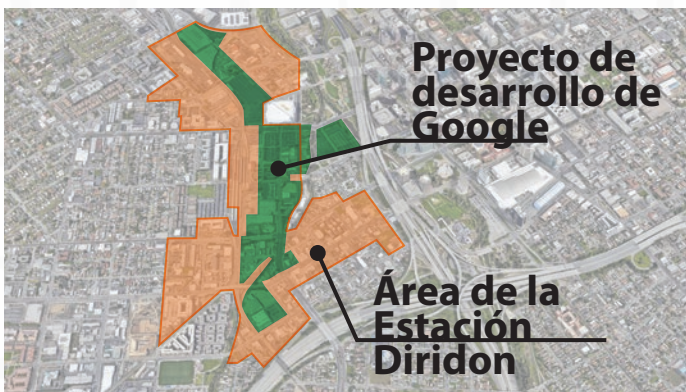 Proyecto de
desarrollo de
Google
Área de la
Estación
Diridon